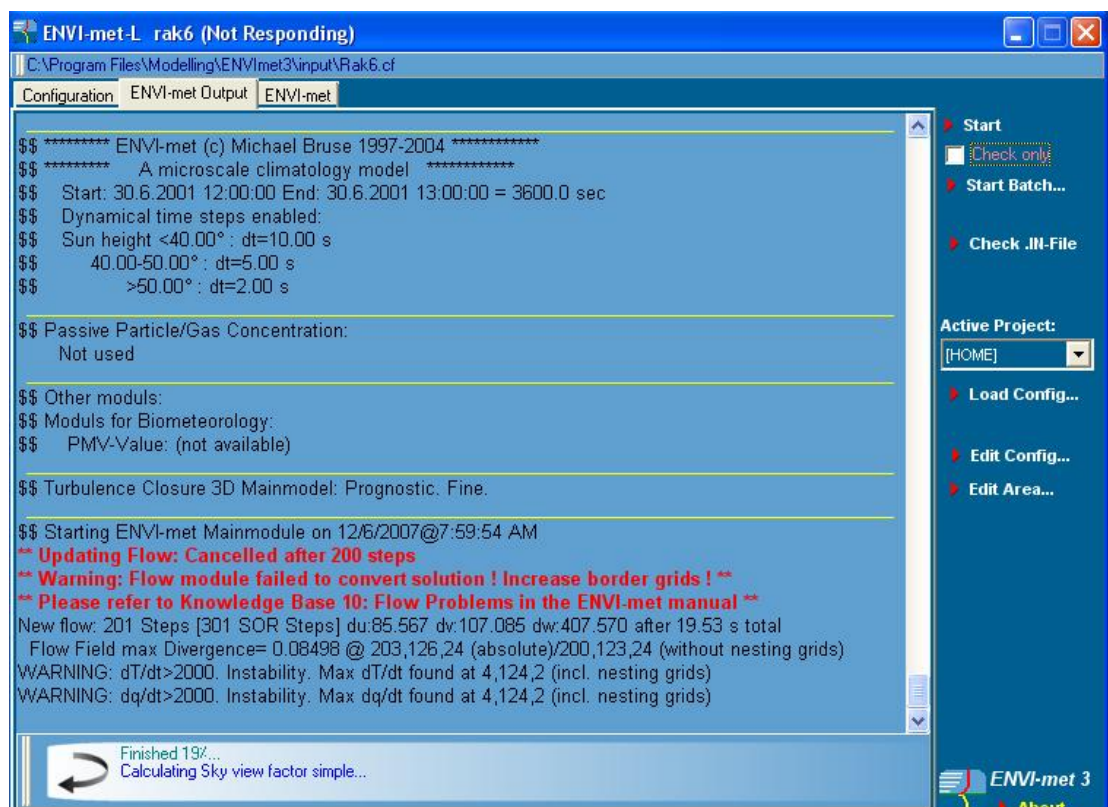 ENVI-met-L rak6 (Not Responding)
C:\Program Files\Modelling\ENVImet3\input\Rak6.cf
Configuration ENVI-met Output ENVI-met
$$ ********* ENVI-met (c) Michael Bruse 1997-2004 ************
$$ ********* A microscale climatology model ************
$$ Start: 30.6.2001 12:00:00 End: 30.6.2001 13:00:00 = 3600.0 sec
$$ Dynamical time steps enabled:
$$ Sun height <40.00° : dt=10.00 s
$$ 40.00-50.00° : dt=5.00 s
$$ >50.00° : dt=2.00 s
$$ Passive Particle/Gas Concentration:
Not used
$$ Other moduls:
$$ Moduls for Biometeorology:
$$ PMV-Value: (not available)
$$ Turbulence Closure 3D Mainmodel: Prognostic. Fine.
$$ Starting ENVI-met Mainmodule on 12/6/2007@7:59:54 AM
** Updating Flow: Cancelled after 200 steps
** Warning: Flow module failed to convert solution ! Increase border grids ! **
** Please refer to Knowledge Base 10: Flow Problems in the ENVI-met manual **
New flow: 201 Steps [301 SOR Steps] du:85.567 dv:107.085 dw:407.570 after 19.53 s total
Flow Field max Divergence= 0.08498 @ 203,126,24 (absolute)/200,123,24 (without nesting grids)
WARNING: dT/dt>2000. Instability. Max dT/dt found at 4,124,2 (incl. nesting grids)
WARNING: dq/dt>2000. Instability. Max dq/dt found at 4,124,2 (incl. nesting grids)
Finished 19%...
Calculating Sky view factor simple...
Start
Check only
Start Batch...
Check .IN-File
Active Project:
[HOME]
Load Config...
Edit Config...
Edit Area...
ENVI-met 3
About